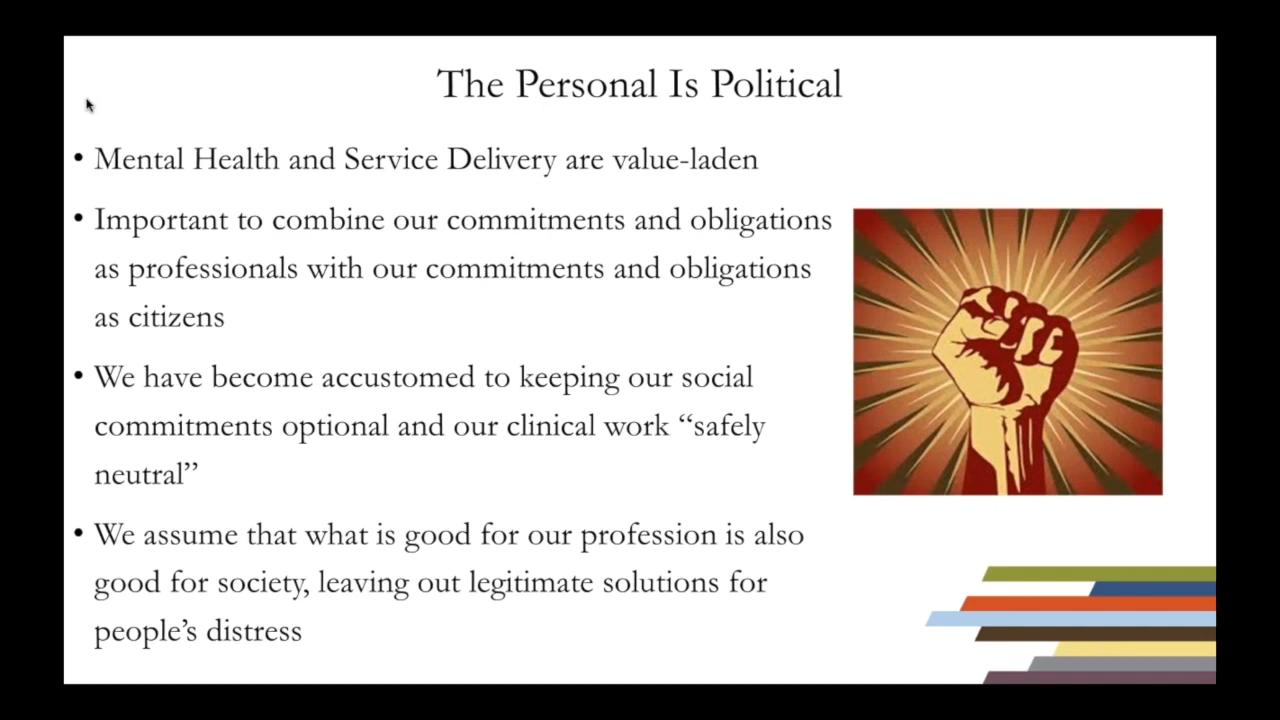 The Personal Is Political
• Mental Health and Service Delivery are value-laden
• Important to combine our commitments and obligations
as professionals with our commitments and obligations
as citizens
• We have become accustomed to keeping our social
commitments optional and our clinical work “safely
neutral”
• We assume that what is good for our profession is also
good for society, leaving out legitimate solutions for
people’s distress